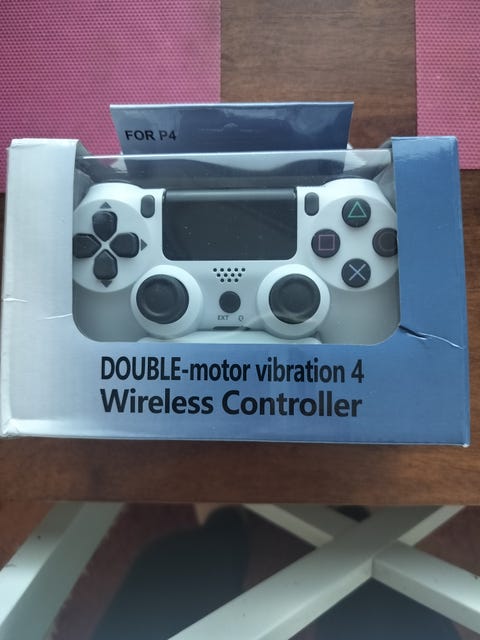 FOR P4
EXT
DOUBLE-motor vibration 4
Wireless Controller